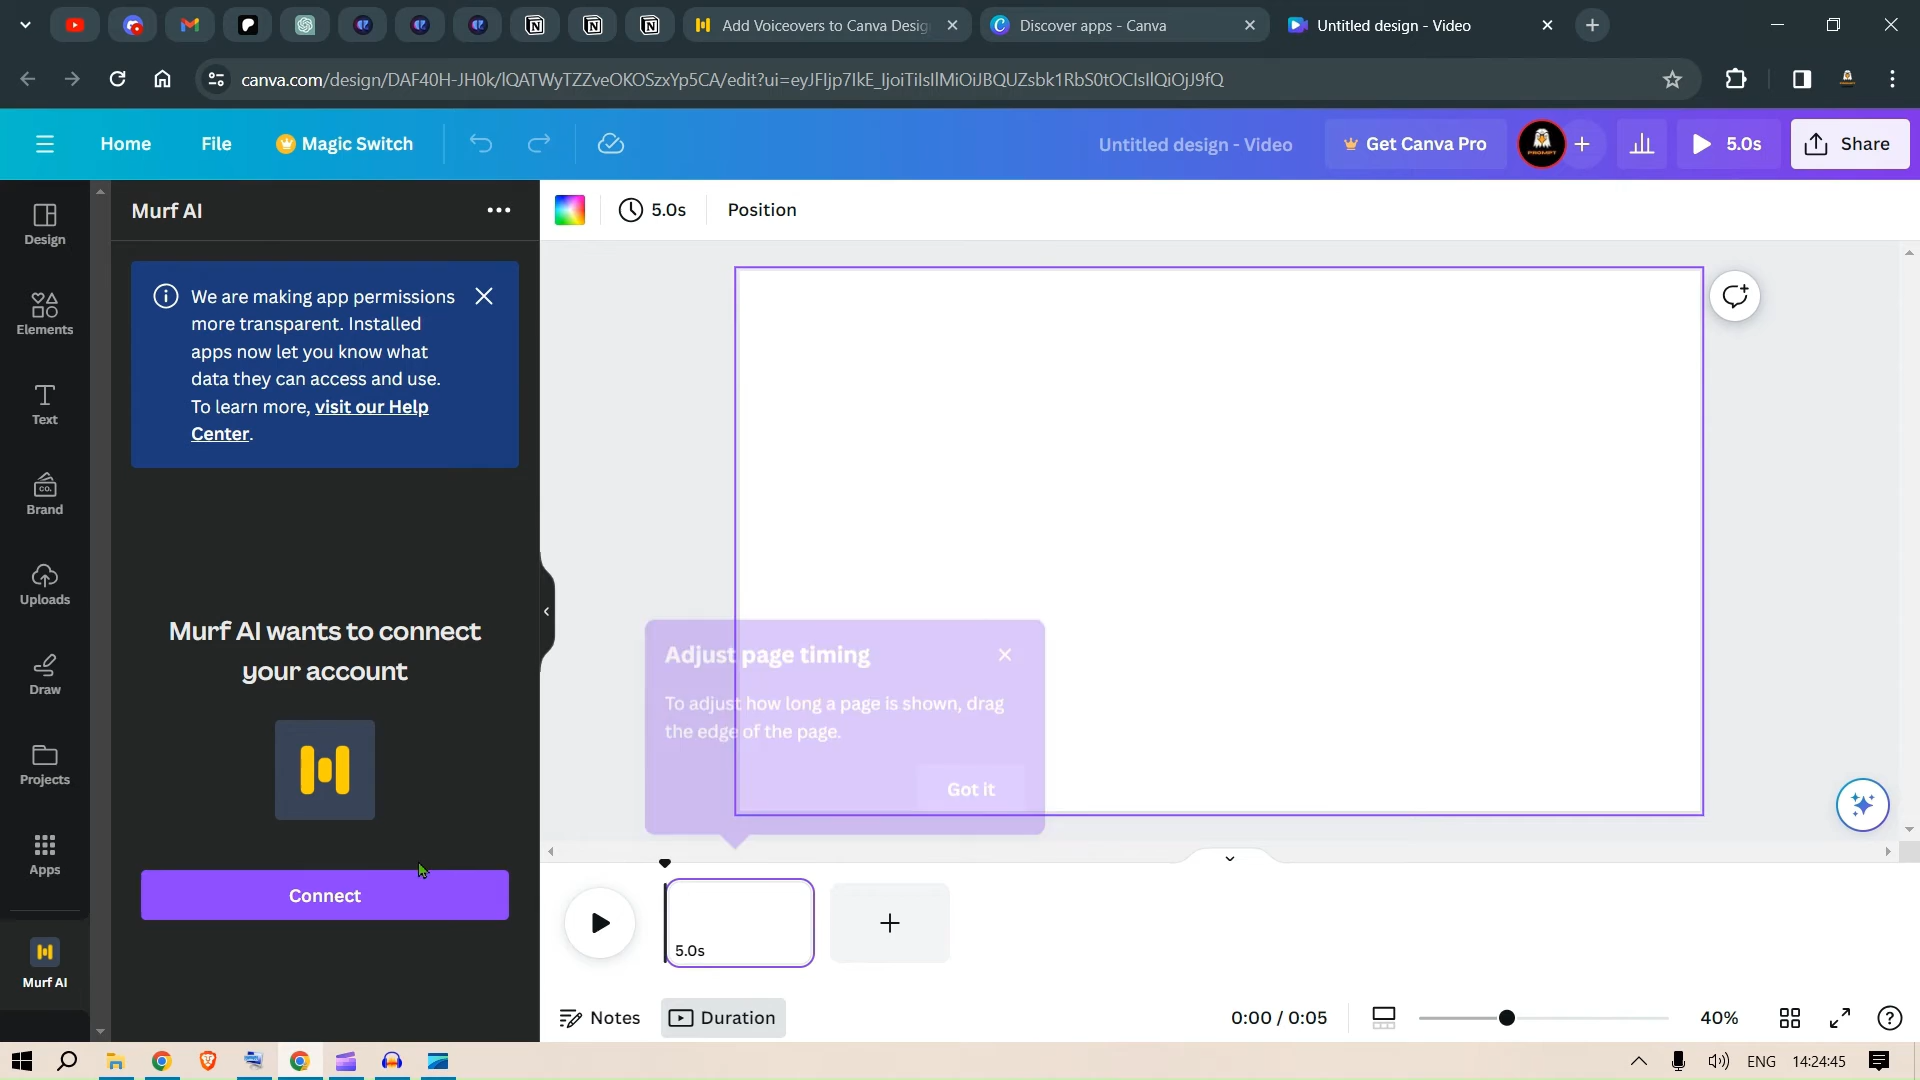 Add Voiceovers to Canva Desig
Discover apps - Canva
Untitled design - Video
canva.com/design/DAF40H-JH0k/lQATWyTZZveOKOSzxYp5CA/edit?ui=eyJFIjp7IkE_IjoiTiIsIlMiOiJBQUZsbk1RbS0tOCIsIlQiOjJ9fQ
Home
File
Magic Switch
Untitled design - Video
Get Canva Pro
PROMPT
5.0s
Share
Murf AI
5.0s
Position
Design
Elements
Text
CO.
Brand
Uploads
Draw
Projects
Apps
Murf AI
We are making app permissions
more transparent. Installed
apps now let you know what
data they can access and use.
To learn more, visit our Help
Center.
Murf AI wants to connect
your account
Connect
Adjust page timing
To adjust how long a page is shown, drag
the edge of the page.
Got it
5.0s
Notes
Duration
0:00 / 0:05
40%
ENG
14:24:45